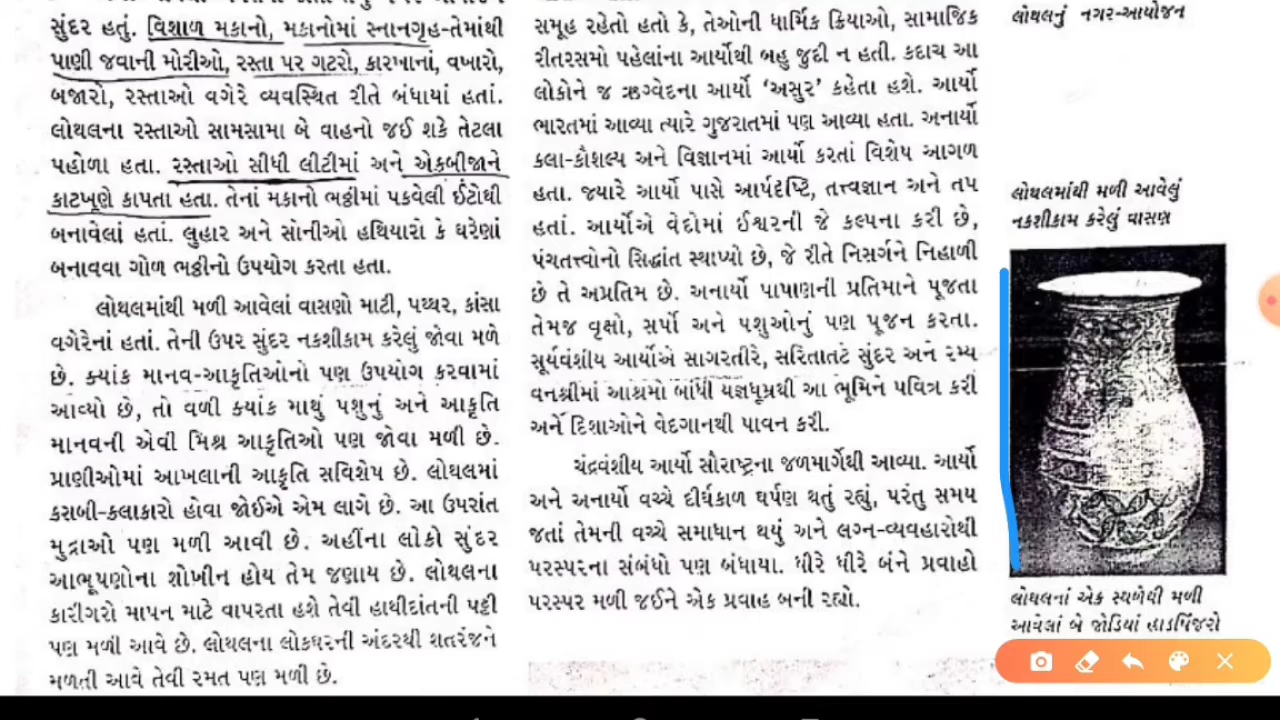 સુંદર હતું. વિશાળ મકાનો, મકાનોમાં સ્નાનગૃહ-તેમાંથી
પાણી જવાની મોરીઓ, રસ્તા પર ગટરો, કારખાનાં, વખારો,
બજારો, રસ્તાઓ વગેરે વ્યવસ્થિત રીતે બંધાયાં હતાં.
લોથલના રસ્તાઓ સામસામા બે વાહનો જઈ શકે તેટલા
પહોળા હતા. રસ્તાઓ સીધી લીટીમાં અને એકબીજાને
કાટખૂણે કાપતા હતા. તેનાં મકાનો ભઠ્ઠીમાં પકવેલી ઈંટોથી
બનાવેલાં હતાં. લુહાર અને સોનીઓ હથિયારો કે ઘરેણાં
બનાવવા ગોળ ભઠ્ઠીનો ઉપયોગ કરતા હતા.
લોથલમાંથી મળી આવેલાં વાસણો માટી, પથ્થર, કાંસા
વગેરેનાં હતાં. તેની ઉપર સુંદર નકશીકામ કરેલું જોવા મળે
છે. ક્યાંક માનવ-આકૃતિઓનો પણ ઉપયોગ કરવામાં
આવ્યો છે, તો વળી ક્યાંક માથું પશુનું અને આકૃતિ
માનવની એવી મિશ્ર આકૃતિઓ પણ જોવા મળી છે.
પ્રાણીઓમાં આખલાની આકૃતિ સવિશેષ છે. લોથલમાં
કસબી-કલાકારો હોવા જોઈએ એમ લાગે છે. આ ઉપરાંત
મુદ્રાઓ પણ મળી આવી છે. અહીંના લોકો સુંદર
આભૂષણોના શોખીન હોય તેમ જણાય છે. લોથલના
કારીગરો માપન માટે વાપરતા હશે તેવી હાથીદાંતની પટ્ટી
પણ મળી આવે છે. લોથલના લોકઘરની અંદરથી શતરંજને
મળતી આવે તેવી રમત પણ મળી છે.
સમૂહ રહેતો હતો કે, તેઓની ધાર્મિક ક્રિયાઓ, સામાજિક
રીતરસમો પહેલાંના આર્યોથી બહુ જુદી ન હતી. કદાચ આ
લોકોને જ ઋગ્વેદના આર્યો ‘અસુર’ કહેતા હશે. આર્યો
ભારતમાં આવ્યા ત્યારે ગુજરાતમાં પણ આવ્યા હતા. અનાર્યો
કલા-કૌશલ્ય અને વિજ્ઞાનમાં આર્યો કરતાં વિશેષ આગળ
હતા. જ્યારે આર્યો પાસે આર્ષદૃષ્ટિ, તત્ત્વજ્ઞાન અને તપ
હતાં. આર્યોએ વેદોમાં ઈશ્વરની જે કલ્પના કરી છે,
પંચતત્ત્વોનો સિદ્ધાંત સ્થાપ્યો છે, જે રીતે નિસર્ગને નિહાળી
છે તે અપ્રતિમ છે. અનાર્યો પાષાણની પ્રતિમાને પૂજતા
તેમજ વૃક્ષો, સર્પો અને પશુઓનું પણ પૂજન કરતા.
સૂર્યવંશીય આર્યોએ સાગરતીરે, સરિતાતટે સુંદર અને રમ્ય
વનશ્રીમાં આશ્રમો બાંધી યજ્ઞધૂમ્રથી આ ભૂમિને પવિત્ર કરી
અને દિશાઓને વેદગાનથી પાવન કરી.
ચંદ્રવંશીય આર્યો સૌરાષ્ટ્રના જળમાર્ગેથી આવ્યા. આર્યો
અને અનાર્યો વચ્ચે દીર્ઘકાળ ઘર્ષણ થતું રહ્યું, પરંતુ સમય
જતાં તેમની વચ્ચે સમાધાન થયું અને લગ્ન-વ્યવહારોથી
પરસ્પરના સંબંધો પણ બંધાયા. ધીરે ધીરે બંને પ્રવાહો
પરસ્પર મળી જઈને એક પ્રવાહ બની રહ્યો.
લોથલનું નગર-આયોજન
લોથલમાંથી મળી આવેલું
નકશીકામ કરેલું વાસણ
લોથલનાં એક સ્થળેથી મળી
આવેલાં બે જોડિયાં હાડપિંજરો